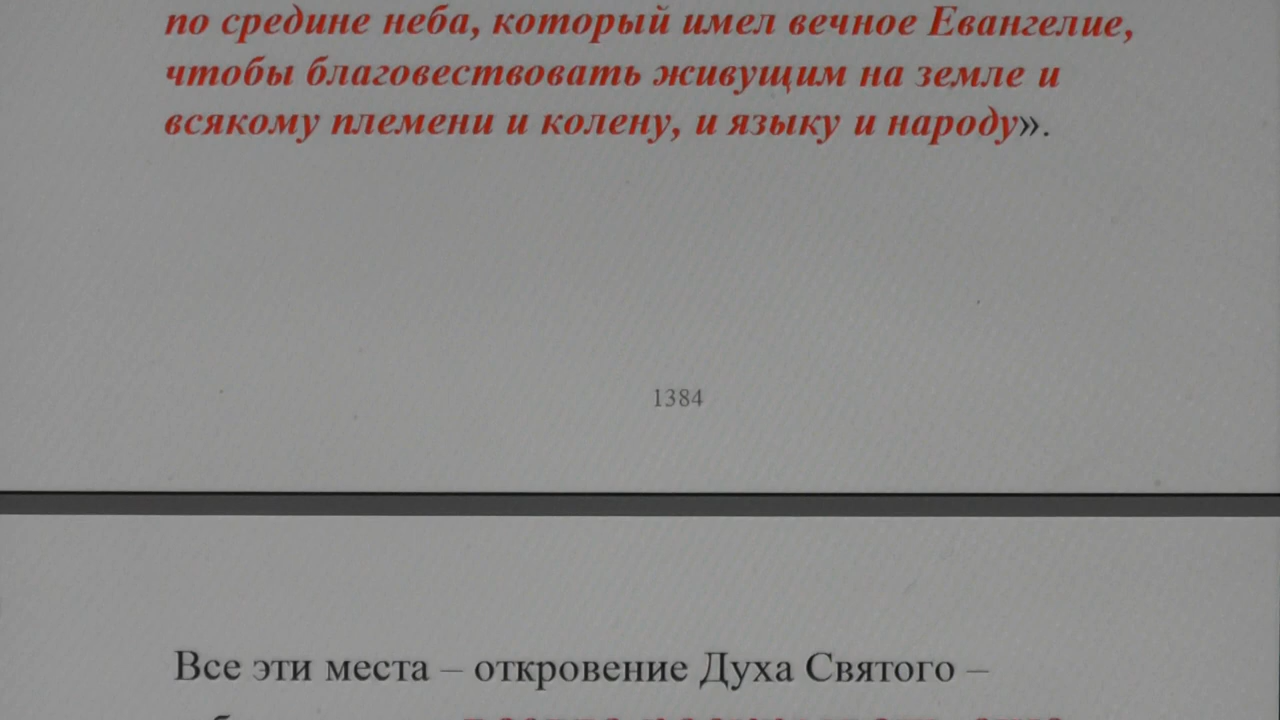 по средине неба, который имел вечное Евангелие,
чтобы благовествовать живущим на земле и
всякому племени и колену, и языку и народу».
1384
Все эти места – откровение Духа Святого –